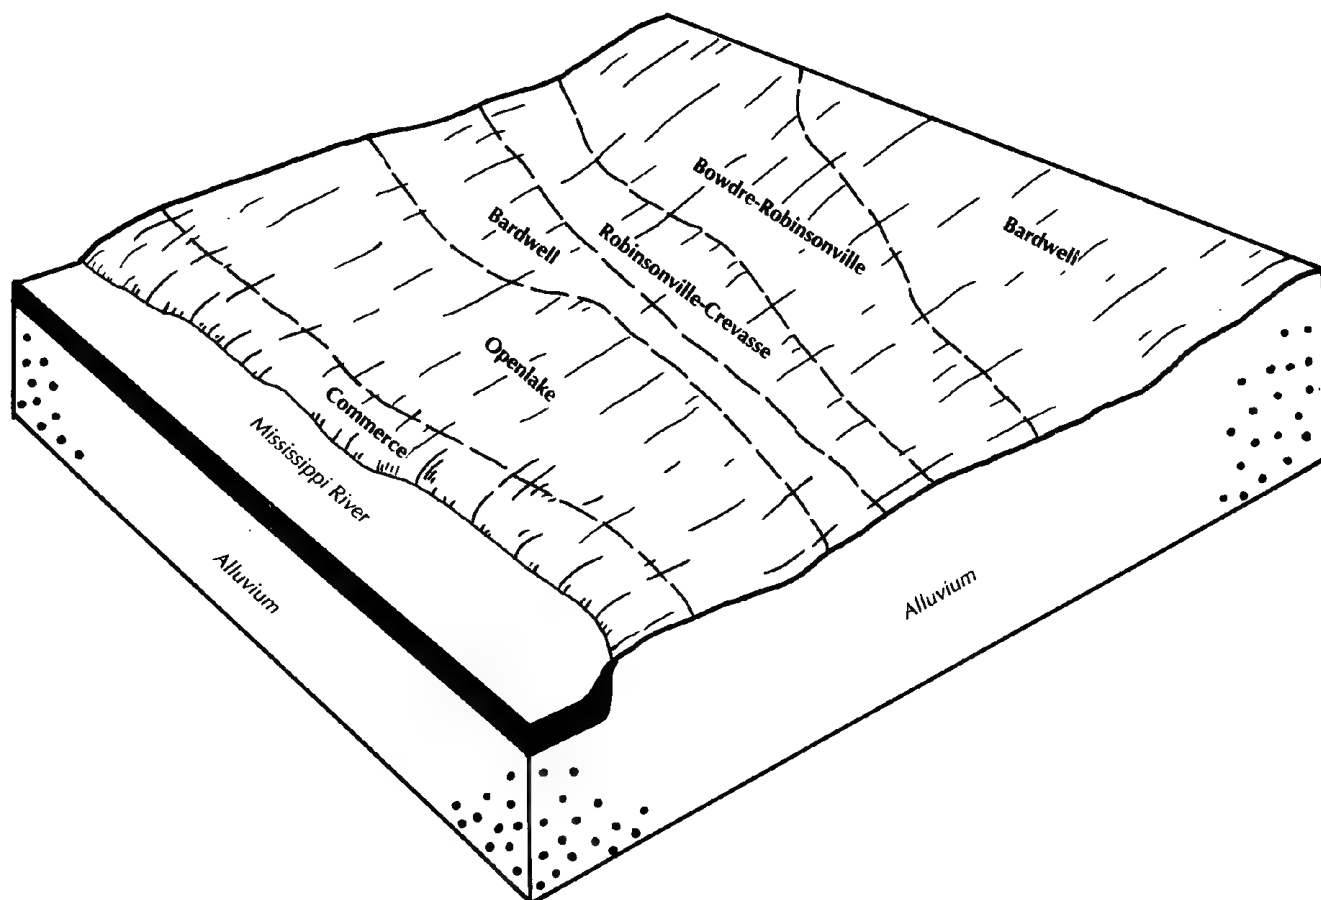 Bowdre-Robinsonville
Bardwell
Bardwell
Robinsonville-Crevasse
Openlake
Commerce
Mississippi River
Alluvium
Alluvium